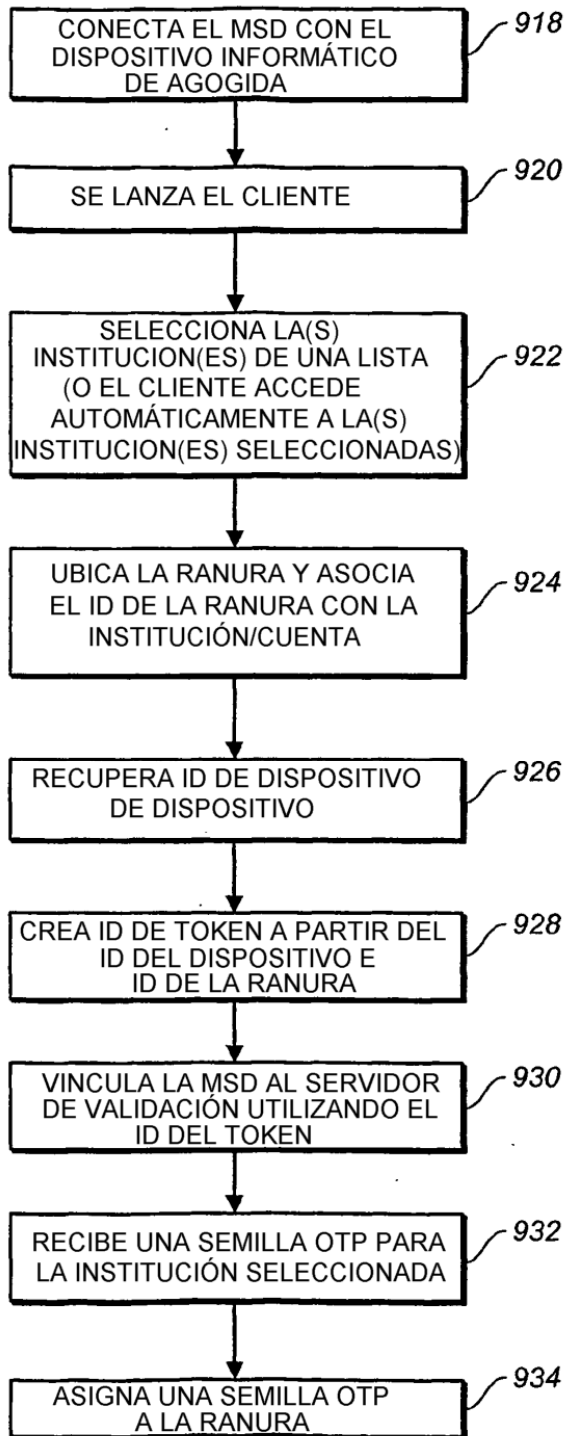 CONECTA EL MSD CON EL
DISPOSITIVO INFORMÁTICO
DE AGOGIDA
918
SE LANZA EL CLIENTE
920
SELECCIONA LA(S)
INSTITUCION(ES) DE UNA LISTA
(O EL CLIENTE ACCEDE
AUTOMÁTICAMENTE A LA(S)
INSTITUCION(ES) SELECCIONADAS)
922
UBICA LA RANURA Y ASOCIA
EL ID DE LA RANURA CON LA
INSTITUCIÓN/CUENTA
924
RECUPERA ID DE DISPOSITIVO
DE DISPOSITIVO
926
CREA ID DE TOKEN A PARTIR DEL
ID DEL DISPOSITIVO E
ID DE LA RANURA
928
VINCULA LA MSD AL SERVIDOR
DE VALIDACIÓN UTILIZANDO EL
ID DEL TOKEN
930
RECIBE UNA SEMILLA OTP PARA
LA INSTITUCIÓN SELECCIONADA
932
ASIGNA UNA SEMILLA OTP
A LA RANURA
934